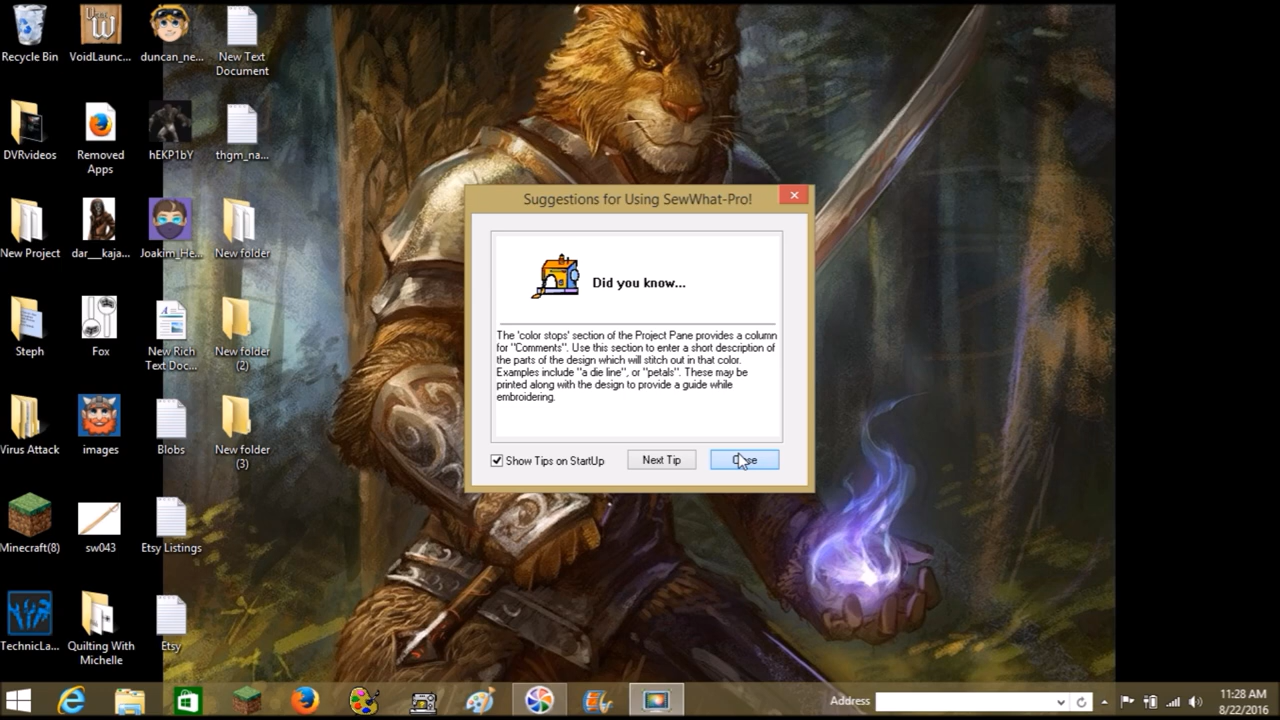 Recycle Bin
VoidLaunc...
duncan_ne...
New Text
Document
DVRvideos
Removed
Apps
hEKP1bY
thgm_na...
New Project
dar__kaja...
Joakim_He...
New folder
Steph
Fox
New Rich
Text Doc...
New folder
(2)
Virus Attack
images
Blobs
New folder
(3)
Minecraft(8)
sw043
Etsy Listings
TechnicLa...
Quilting With
Michelle
Etsy
Suggestions for Using SewWhat-Pro!
Did you know...
The 'color stops' section of the Project Pane provides a column
for "Comments". Use this section to enter a short description of
the parts of the design which will stitch out in that color.
Examples include "a die line", or "petals". These may be
printed along with the design to provide a guide while
embroidering.
Show Tips on StartUp
Next Tip
Close
Address
11:28 AM
8/22/2016